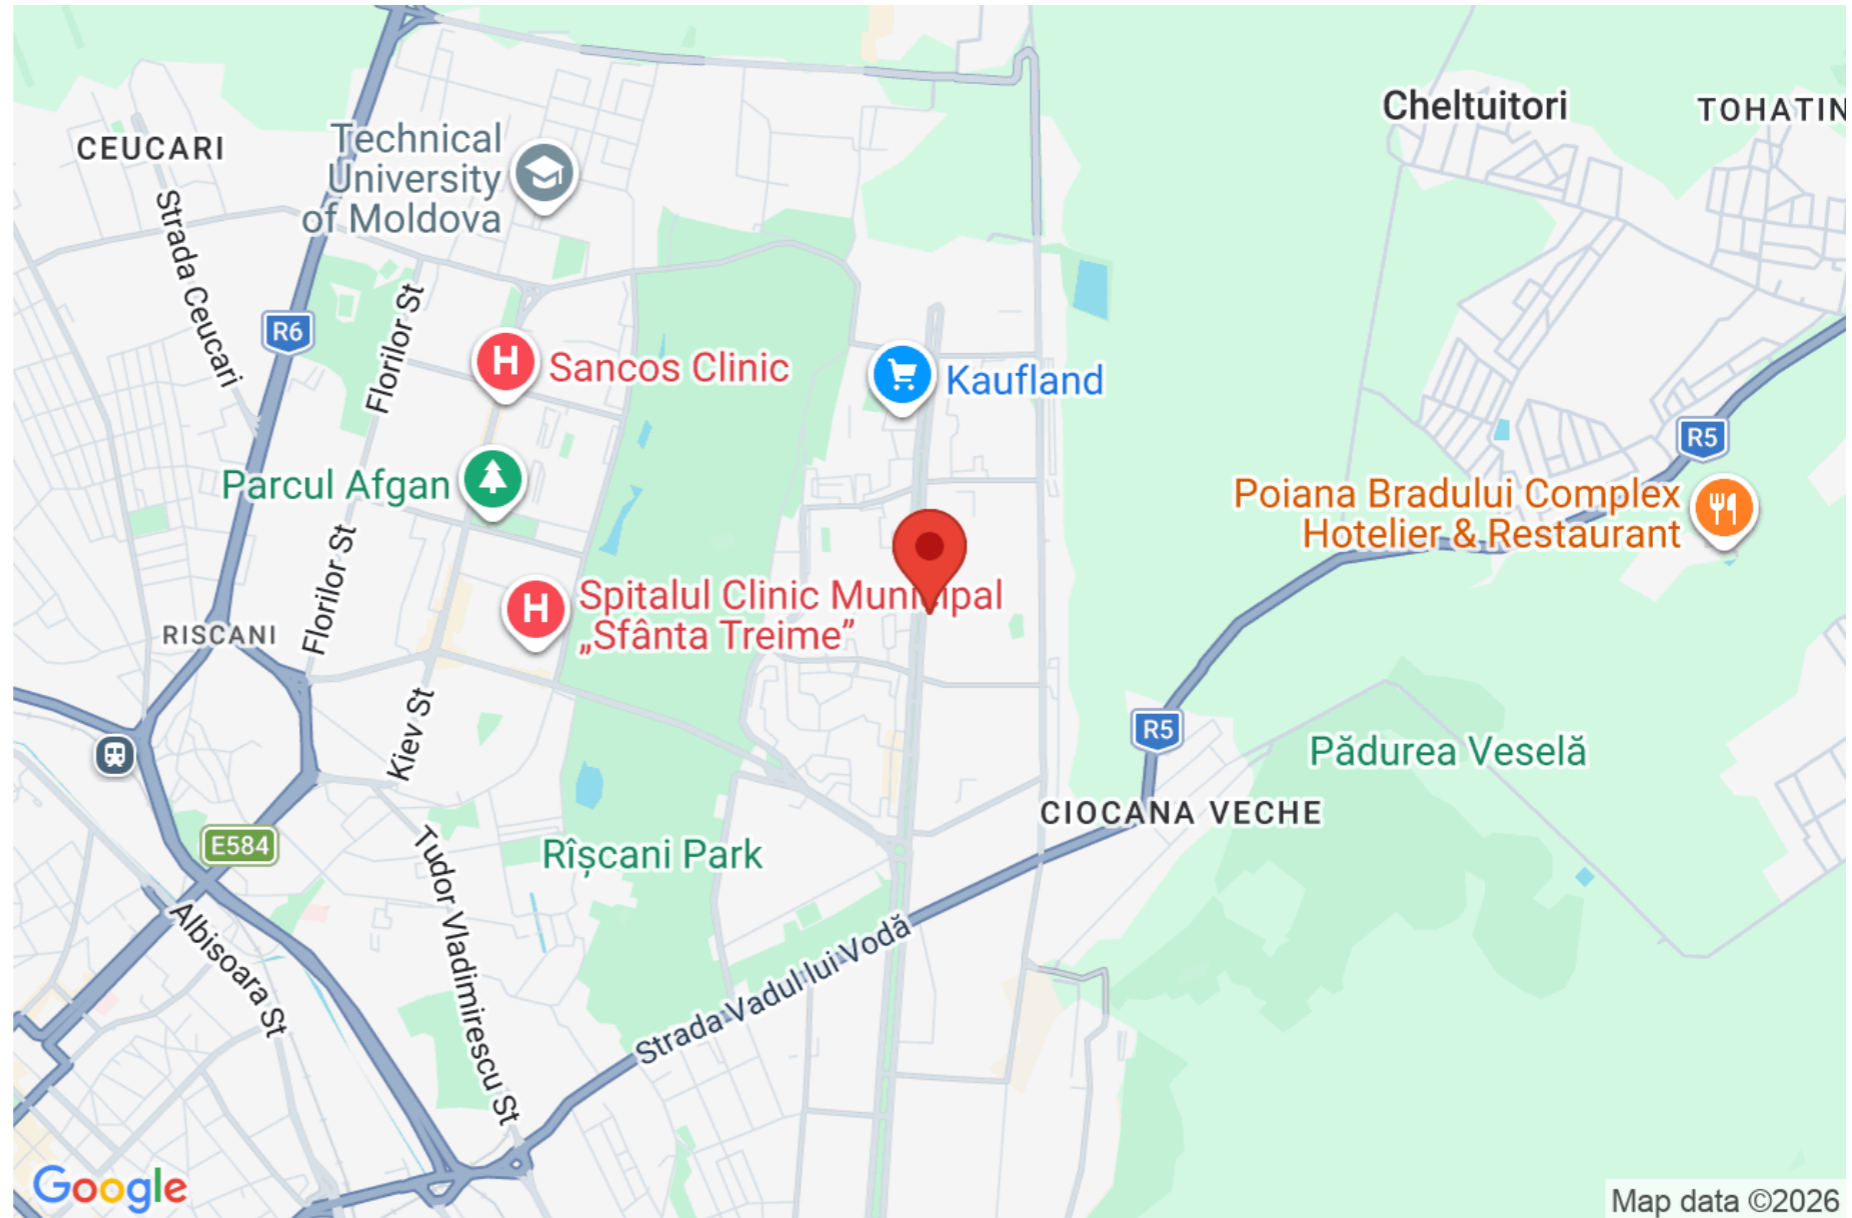 Cheltuitori
TOHATIN
CEUCARI
Technical
University
of Moldova
Strada Ceucari
R6
Florilor St
Sancos Clinic
Kaufland
R5
Parcul Afgan
Poiana Bradului Complex
Hotelier & Restaurant
Florilor St
Spitalul Clinic Municipal
„Sfânta Treime”
RISCANI
Kiev St
R5
Pădurea Veselă
CIOCANA VECHE
E584
Rîșcani Park
Tudor Vladimirescu St
Albisoara St
Strada Vadul lui Vodă
Google
Map data ©2026